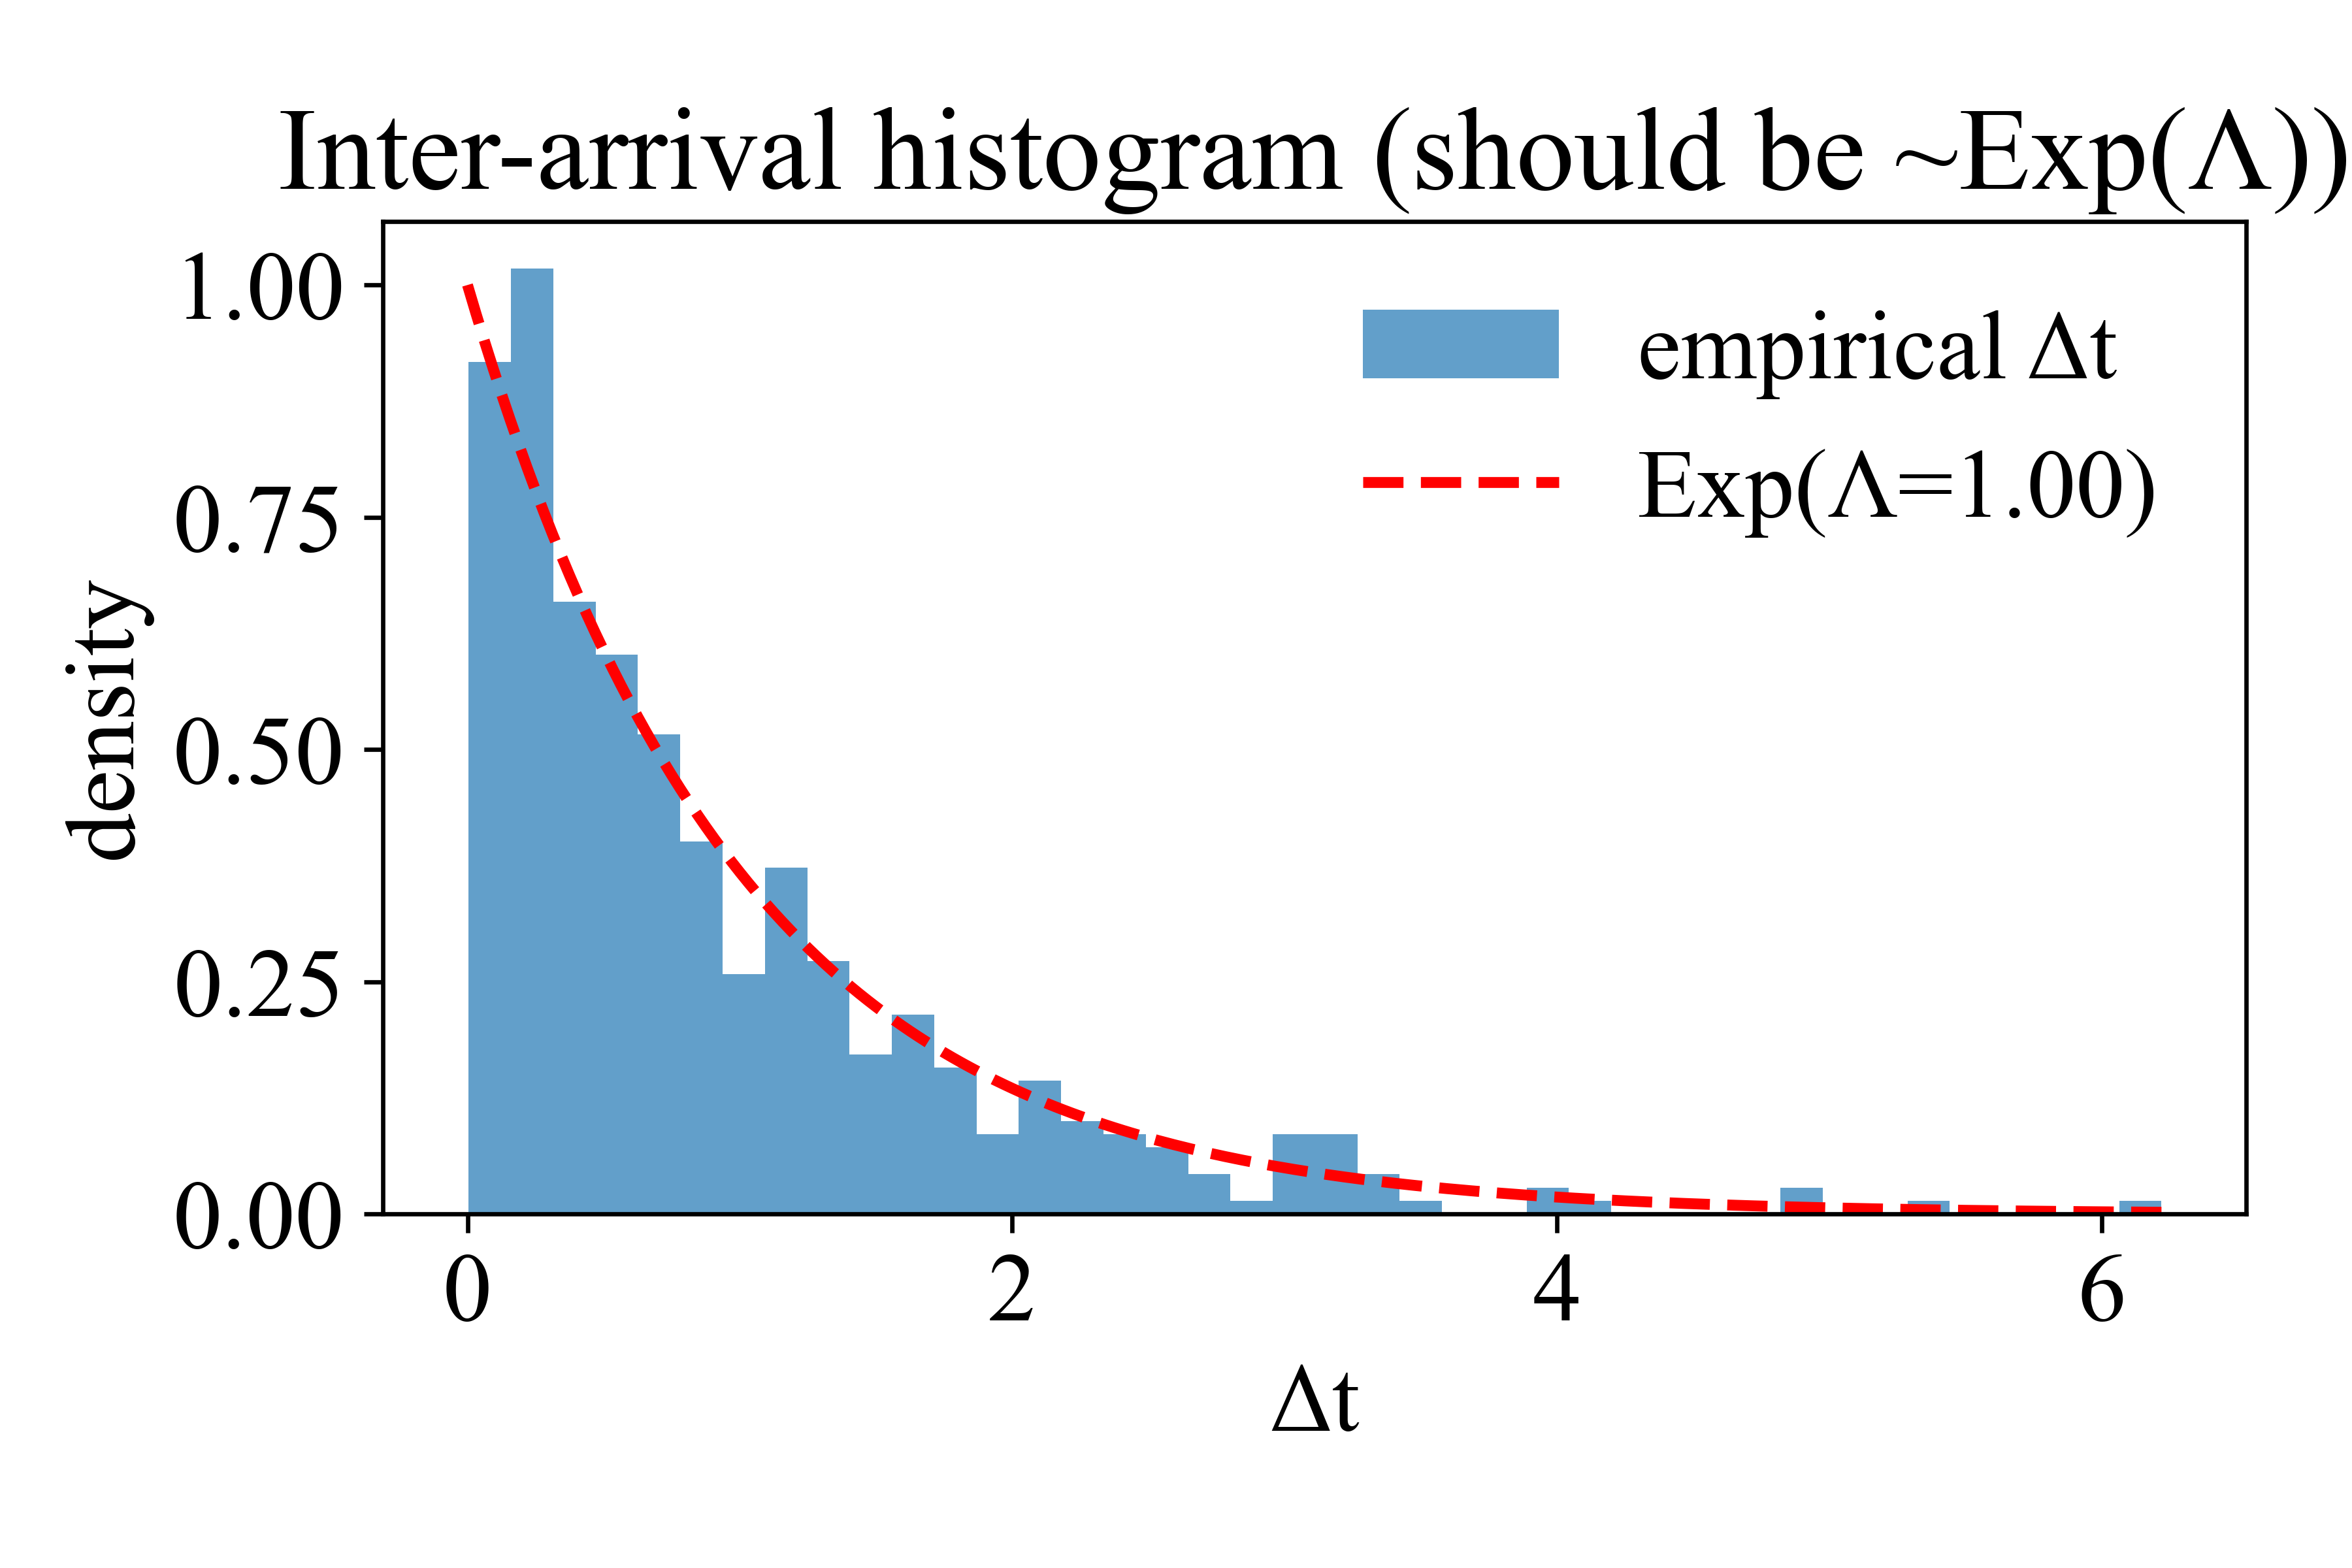 Inter-arrival histogram (should be ~Exp(Λ))
empirical Δt
Exp(Λ=1.00)
1.00
0.75
0.50
0.25
0.00
density
0 2 4 6
Δt